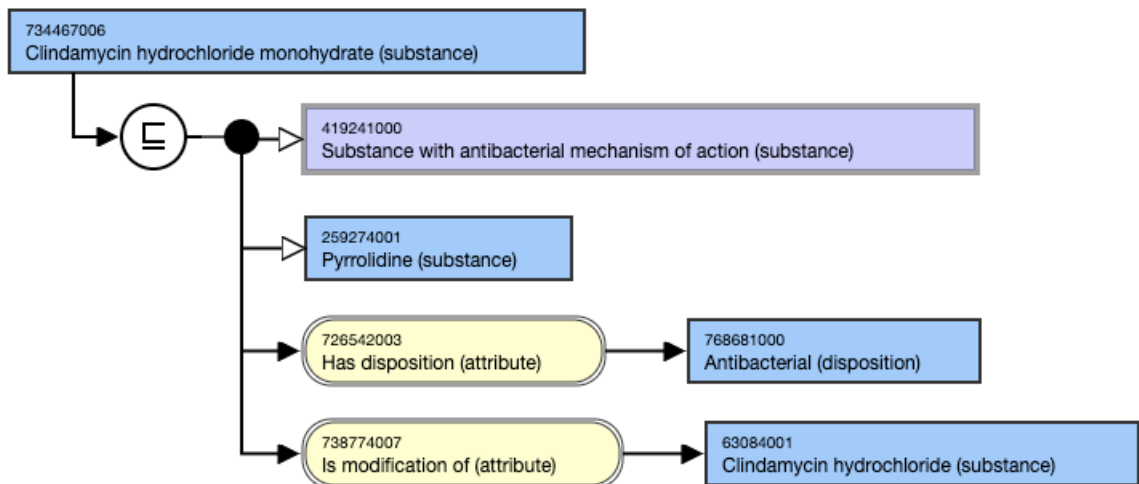 734467006
Clindamycin hydrochloride monohydrate (substance)
⊑
419241000
Substance with antibacterial mechanism of action (substance)
259274001
Pyrrolidine (substance)
726542003
Has disposition (attribute)
768681000
Antibacterial (disposition)
738774007
Is modification of (attribute)
63084001
Clindamycin hydrochloride (substance)